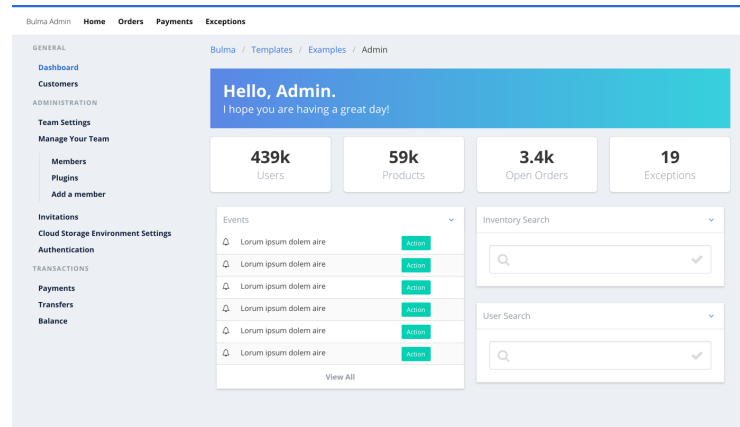 Bulma Admin Home Orders Payments Exceptions
GENERAL
Dashboard
Customers
ADMINISTRATION
Team Settings
Manage Your Team
Members
Plugins
Add a member
Invitations
Cloud Storage Environment Settings
Authentication
TRANSACTIONS
Payments
Transfers
Balance
Bulma / Templates / Examples / Admin
Hello, Admin.
I hope you are having a great day!
439k
Users
59k
Products
3.4k
Open Orders
19
Exceptions
Events
Lorum ipsum dolem aire Action
Lorum ipsum dolem aire Action
Lorum ipsum dolem aire Action
Lorum ipsum dolem aire Action
Lorum ipsum dolem aire Action
Lorum ipsum dolem aire Action
View All
Inventory Search
User Search